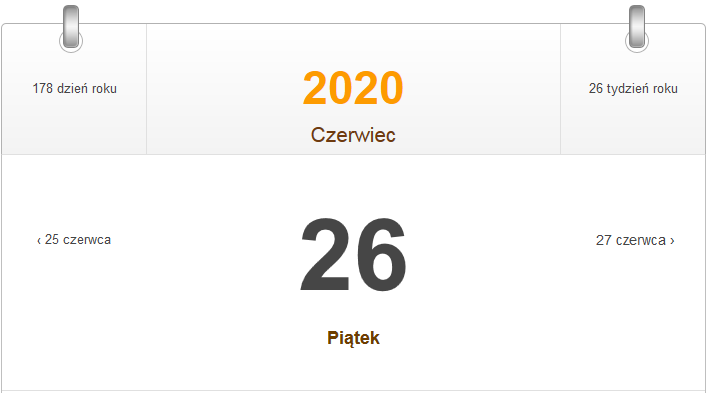 178 dzień roku
2020
26 tydzień roku
Czerwiec
‹ 25 czerwca
26
27 czerwca ›
Piątek